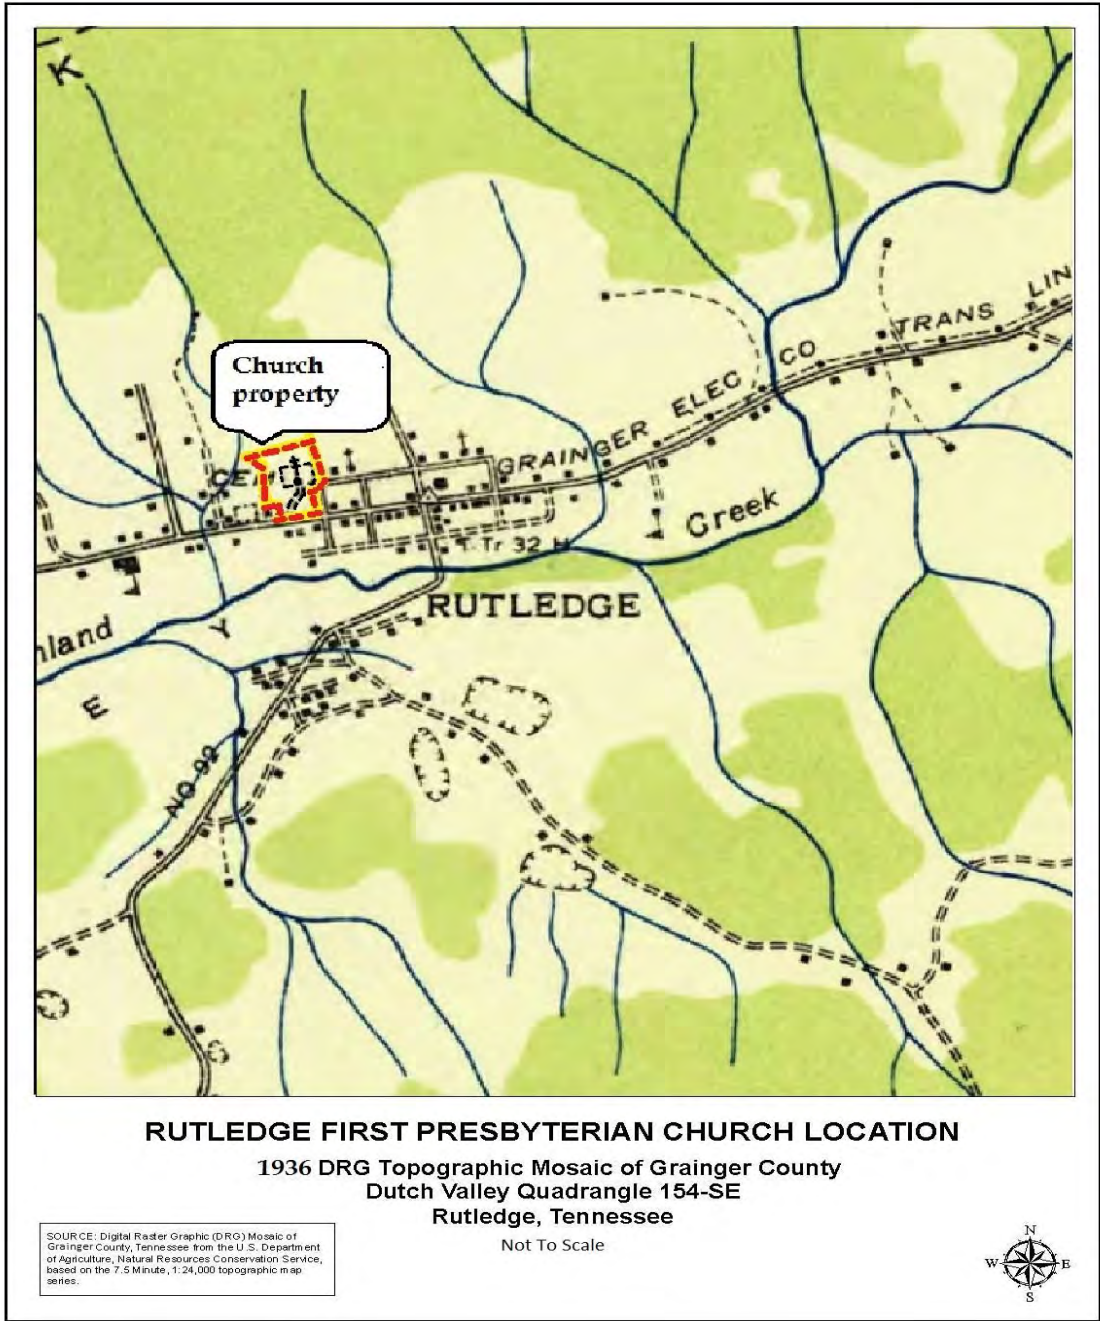 K
Church
property
CEM
GRAINGER ELEC CO TRANS LIN
Creek
T. Tr 32 H
RUTLEDGE
hland
Y
E
NO 92
RUTLEDGE FIRST PRESBYTERIAN CHURCH LOCATION
1936 DRG Topographic Mosaic of Grainger County
Dutch Valley Quadrangle 154-SE
Rutledge, Tennessee
Not To Scale
SOURCE: Digital Raster Graphic (DRG) Mosaic of
Grainger County, Tennessee from the U.S. Department
of Agriculture, Natural Resources Conservation Service,
based on the 7.5 Minute, 1:24,000 topographic map
series.
N
W E
S